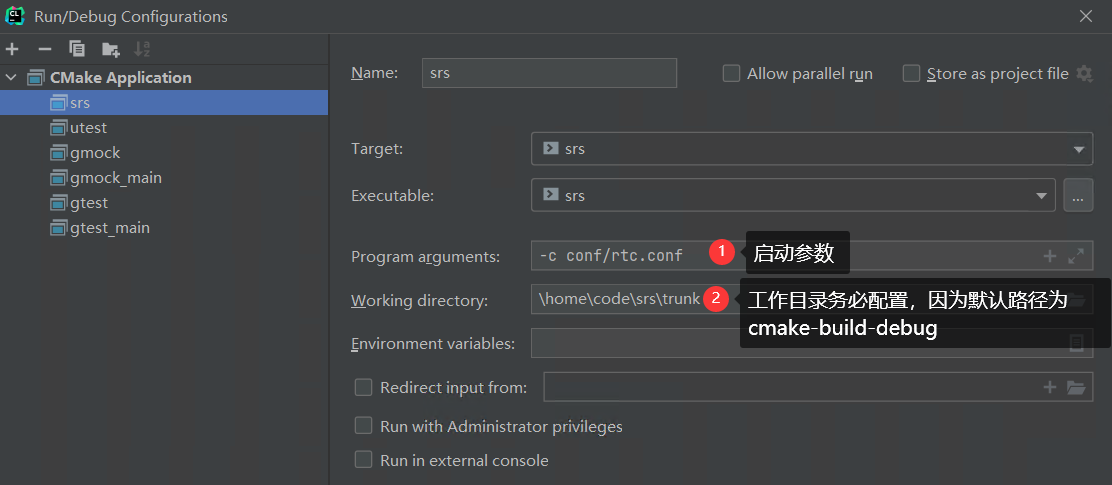 Run/Debug Configurations
CMake Application
srs
utest
gmock
gmock_main
gtest
gtest_main
Name: srs
Allow parallel run
Store as project file
Target: srs
Executable: srs
...
Program arguments: -c conf/rtc.conf
1 启动参数
Working directory: \home\code\srs\trunk
2 工作目录务必配置，因为默认路径为
cmake-build-debug
Environment variables:
Redirect input from:
Run with Administrator privileges
Run in external console